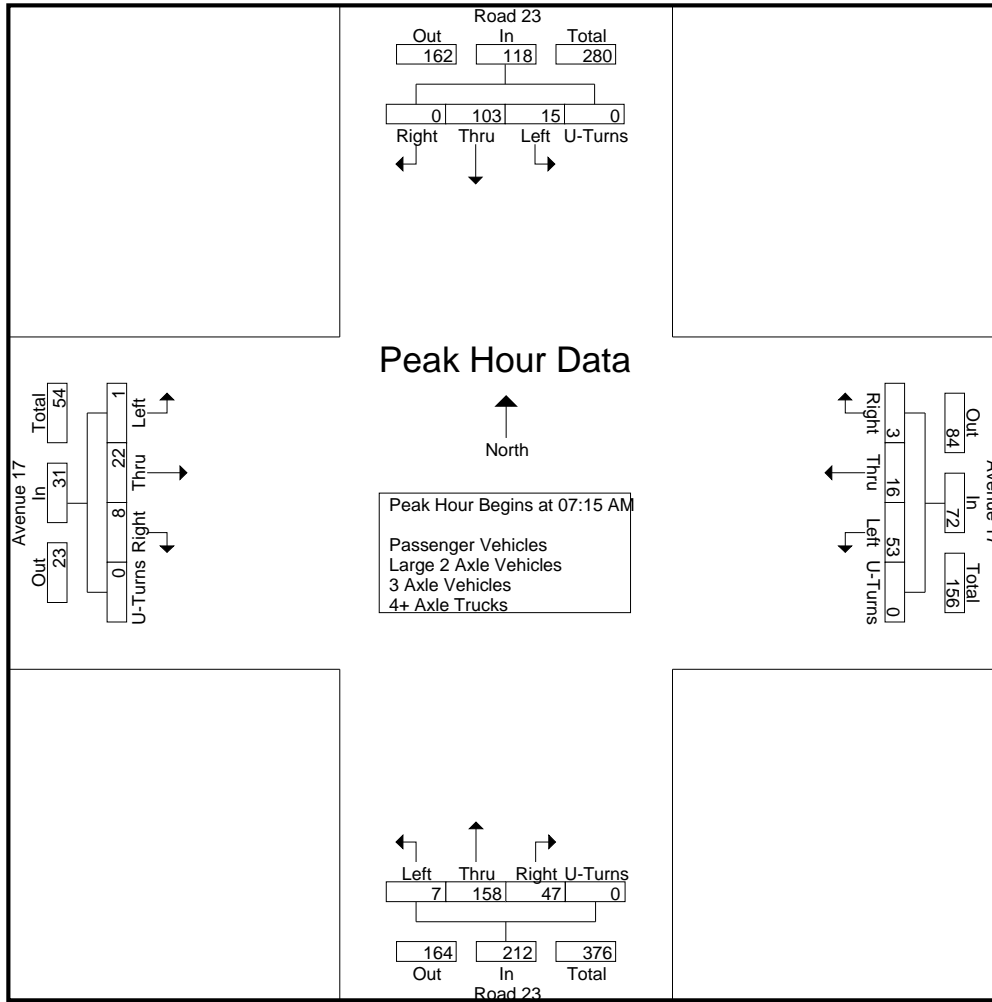 Road 23
Out In Total
162 118 280
0 103 15 0
Right Thru Left U-Turns
Peak Hour Data
North
Peak Hour Begins at 07:15 AM
Passenger Vehicles
Large 2 Axle Vehicles
3 Axle Vehicles
4+ Axle Trucks
Avenue 17
Out In Total
23 31 54
1 22 8 0
Left Thru Right U-Turns
Right Thru Left U-Turns
3 16 53 0
Out In Total
84 72 156
Avenue 17
Left Thru Right U-Turns
7 158 47 0
164 212 376
Out In Total
Road 23